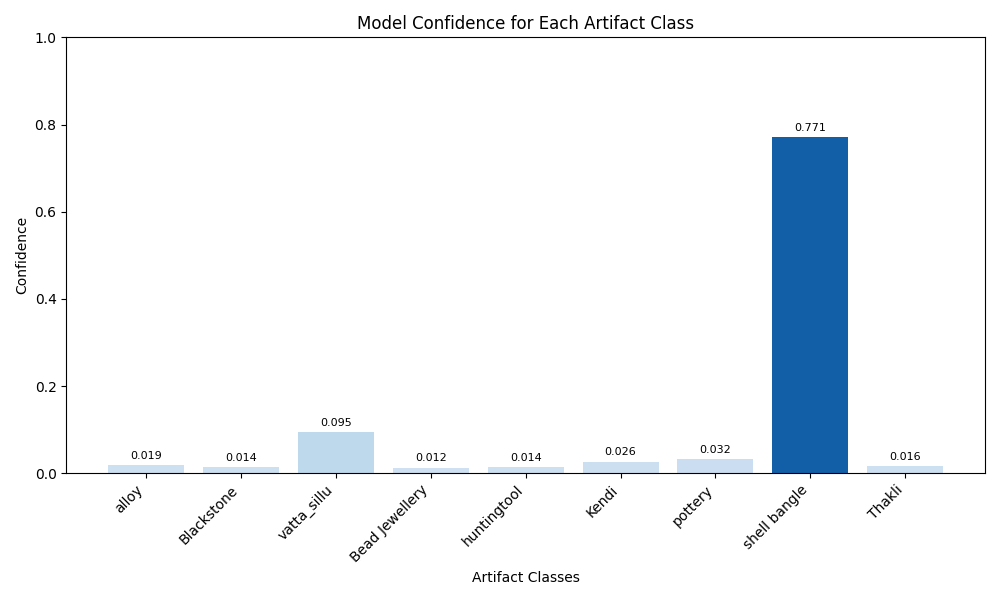 Model Confidence for Each Artifact Class
1.0
0.8
0.6
0.4
0.2
0.0
Confidence
0.019
0.014
0.095
0.012
0.014
0.026
0.032
0.771
0.016
alloy
Blackstone
vatta_sillu
Bead Jewellery
huntingtool
Kendi
pottery
shell bangle
Thakli
Artifact Classes